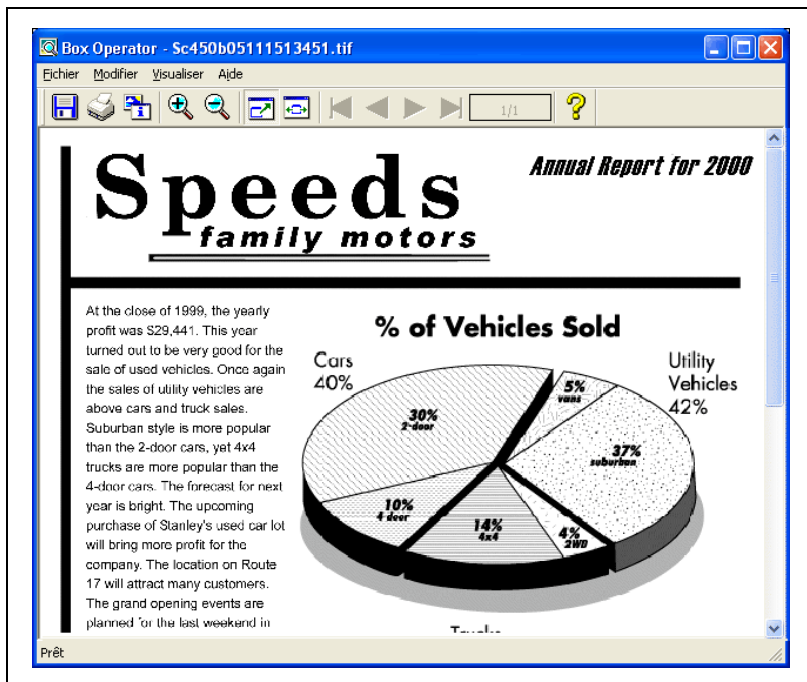 Box Operator - Sc450b05111513451.tif
Fichier Modifier Visualiser Aide
1/1
Speeds
family motors
Annual Report for 2000
At the close of 1999, the yearly
profit was $29,441. This year
turned out to be very good for the
sale of used vehicles. Once again
the sales of utility vehicles are
above cars and truck sales.
Suburban style is more popular
than the 2-door cars, yet 4x4
trucks are more popular than the
4-door cars. The forecast for next
year is bright. The upcoming
purchase of Stanley's used car lot
will bring more profit for the
company. The location on Route
17 will attract many customers.
The grand opening events are
planned for the last weekend in
% of Vehicles Sold
Cars
40%
Utility
Vehicles
42%
5%
vans
30%
2-door
37%
suburban
10%
4 door
14%
4x4
4%
2WD
Trucks
Prêt